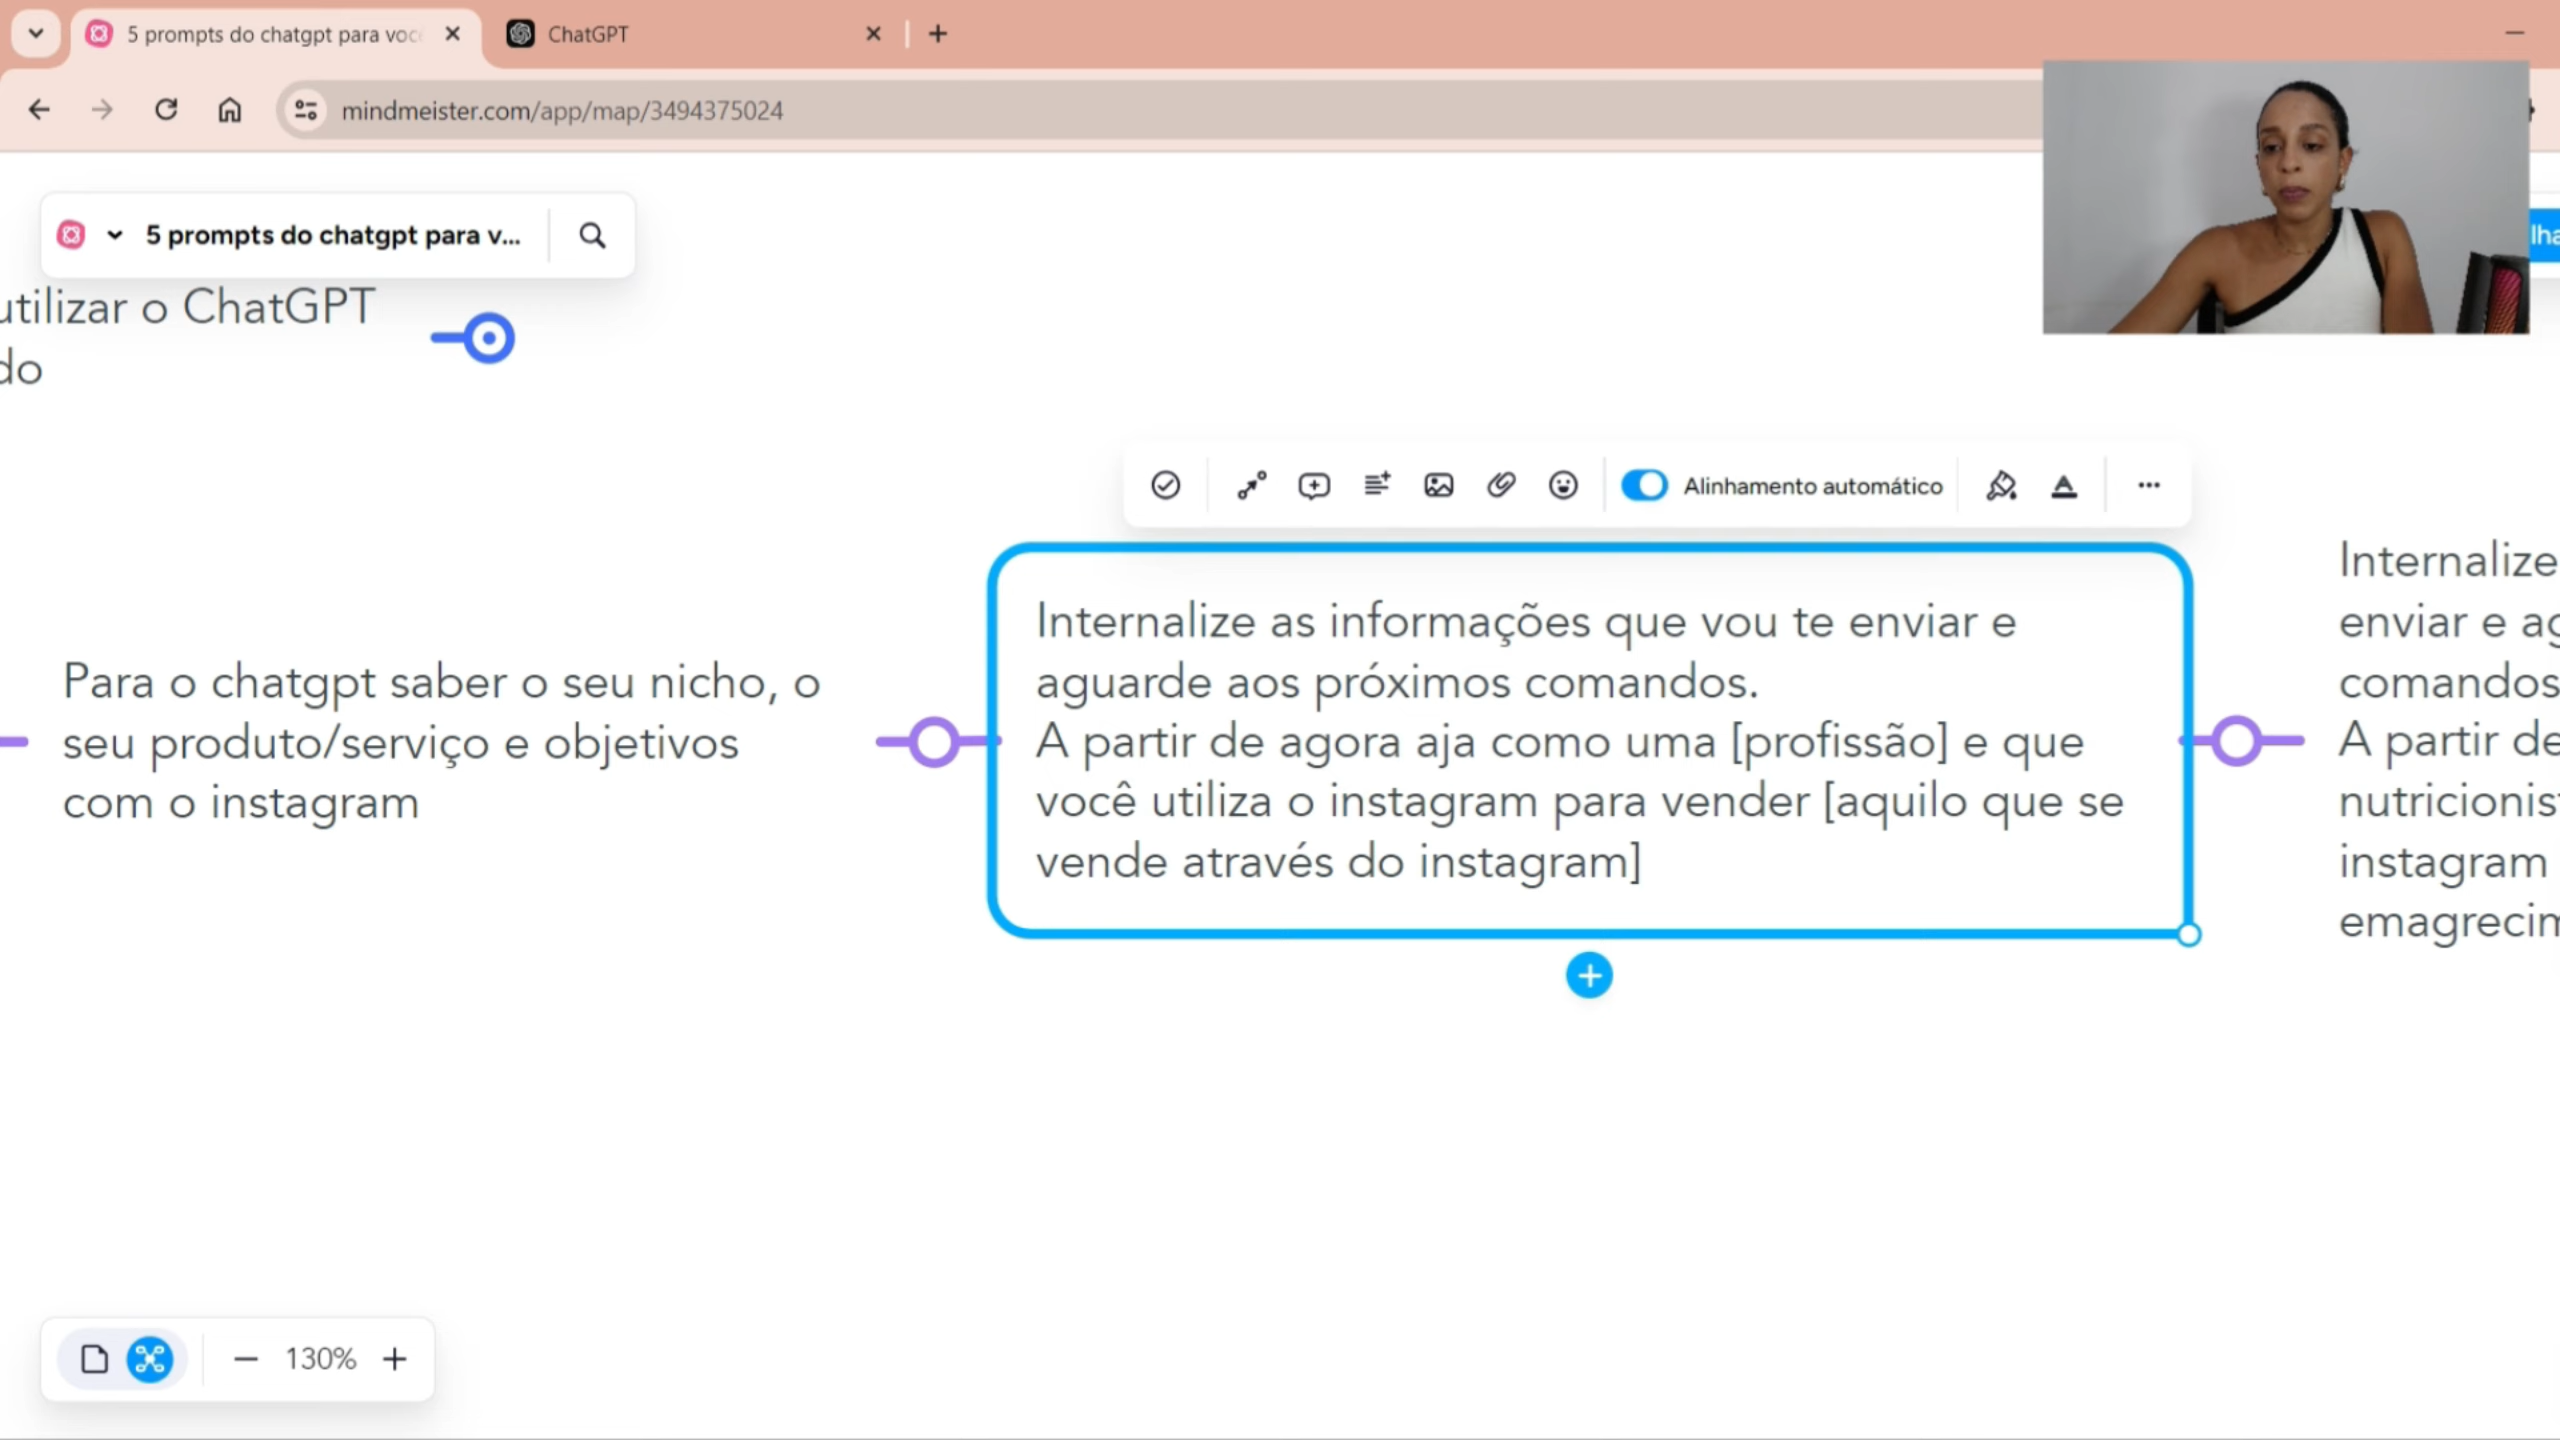 5 prompts do chatgpt para voc
ChatGPT
mindmeister.com/app/map/3494375024
5 prompts do chatgpt para v...
utilizar o ChatGPT
do
lha
Alinhamento automático
Para o chatgpt saber o seu nicho, o
seu produto/serviço e objetivos
com o instagram
Internalize as informações que vou te enviar e
aguarde aos próximos comandos.
A partir de agora aja como uma [profissão] e que
você utiliza o instagram para vender [aquilo que se
vende através do instagram]
Internalize
enviar e ag
comandos
A partir de
nutricionist
instagram
emagrecim
130%